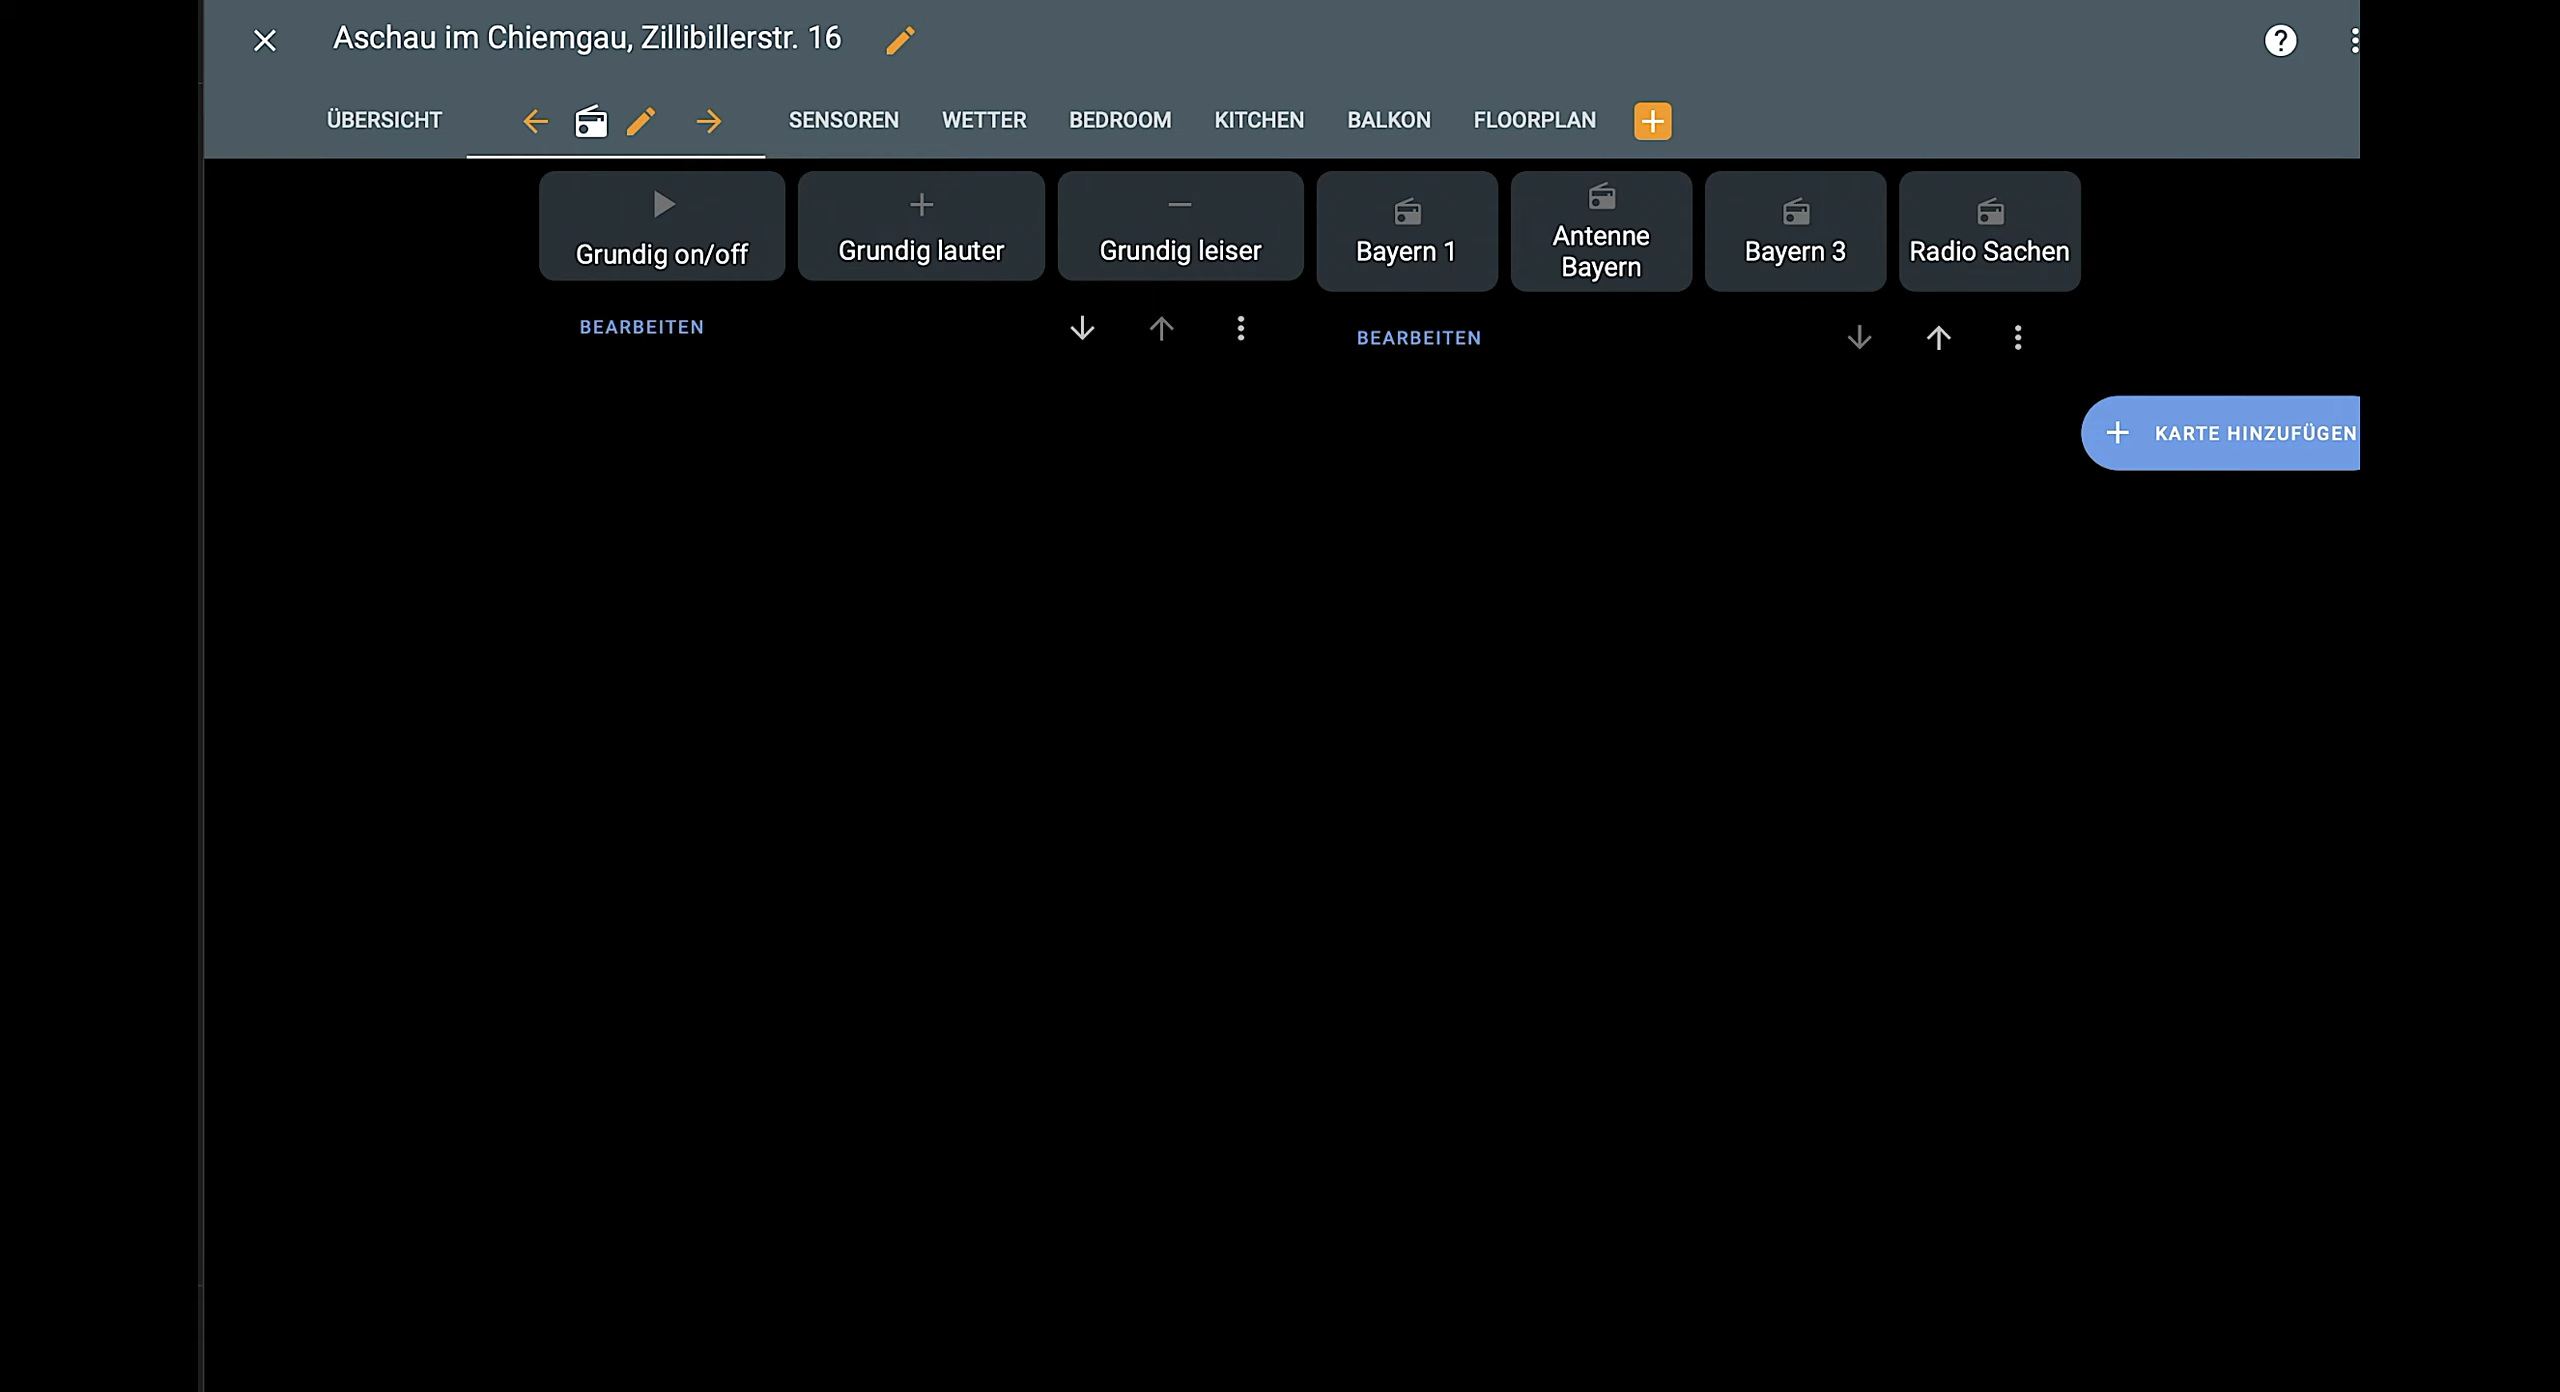 Aschau im Chiemgau, Zillibillerstr. 16
ÜBERSICHT SENSOREN WETTER BEDROOM KITCHEN BALKON FLOORPLAN
Grundig on/off
Grundig lauter
Grundig leiser
Bayern 1
Antenne
Bayern
Bayern 3
Radio Sachen
BEARBEITEN
BEARBEITEN
KARTE HINZUFÜGEN